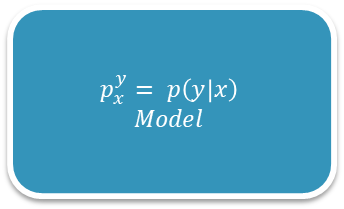 $p_x^y = p(y|x)$
Model